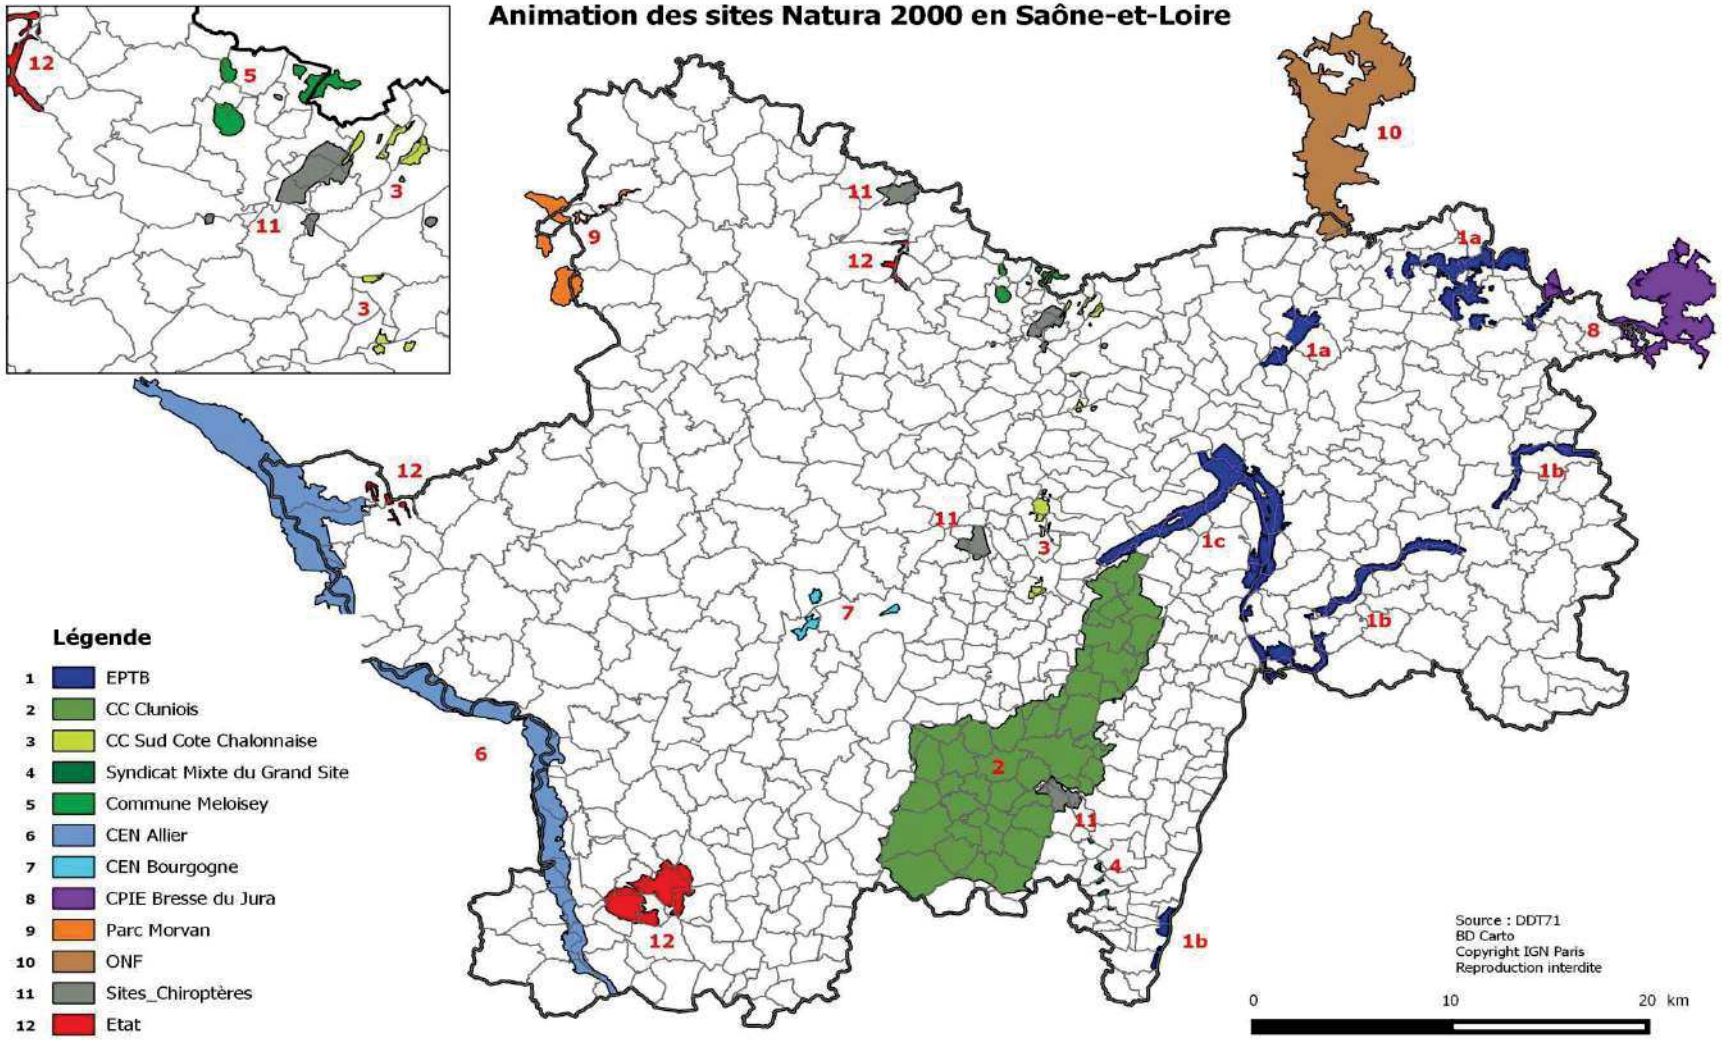 Animation des sites Natura 2000 en Saône-et-Loire
12
5
3
11
3
10
11
9
12
1a
8
1a
12
1b
11
3
1c
7
1b
6
2
11
4
12
1b
Légende
1 EPTB
2 CC Cluniois
3 CC Sud Cote Chalonnaise
4 Syndicat Mixte du Grand Site
5 Commune Meloisey
6 CEN Allier
7 CEN Bourgogne
8 CPIE Bresse du Jura
9 Parc Morvan
10 ONF
11 Sites_Chiroptères
12 Etat
Source : DDT71
BD Carto
Copyright IGN Paris
Reproduction interdite
0 10 20 km